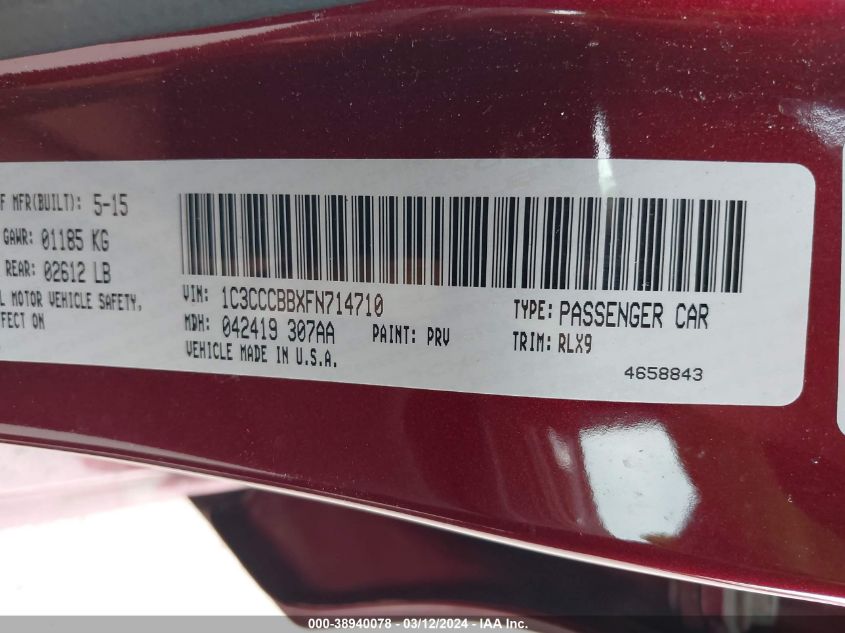 F MFR(BUILT): 5-15
GAWR: 01185 KG
REAR: 02612 LB
L MOTOR VEHICLE SAFETY,
FFECT ON
VIN: 1C3CCCBBXFN714710
TYPE: PASSENGER CAR
MDH: 042419 307AA PAINT: PRV
TRIM: RLX9
VEHICLE MADE IN U.S.A.
4658843
000-38940078 - 03/12/2024 - IAA Inc.